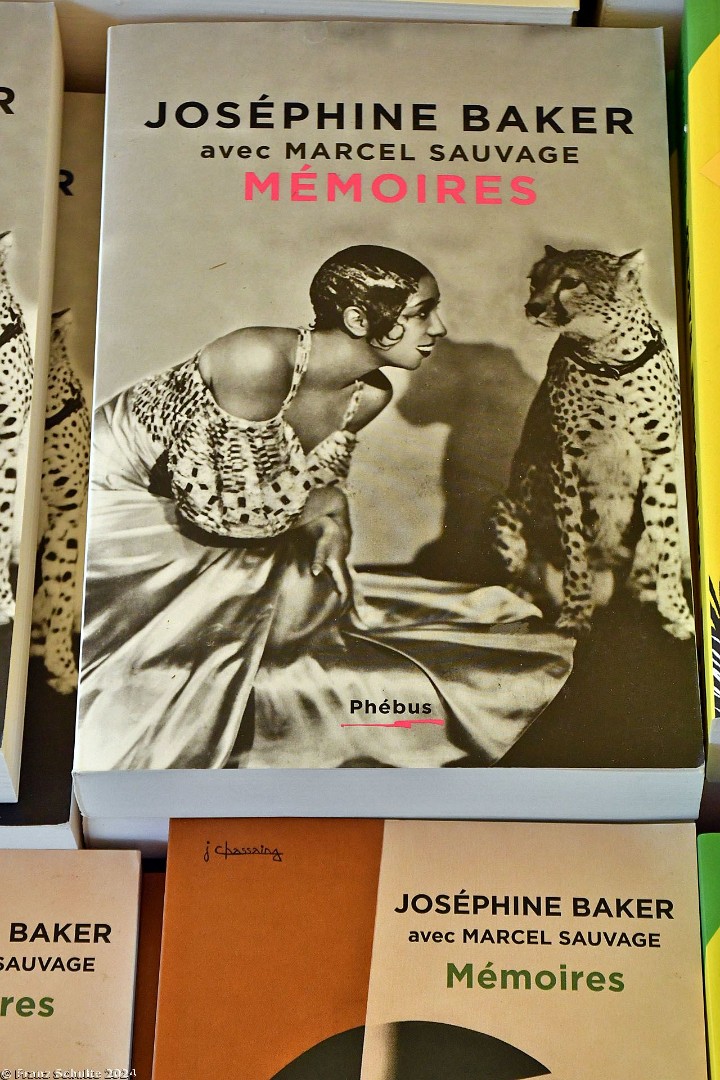 R
R
JOSÉPHINE BAKER
avec MARCEL SAUVAGE
MÉMOIRES
Phébus
j chassaing
BAKER
SAUVAGE
res
JOSÉPHINE BAKER
avec MARCEL SAUVAGE
Mémoires
© Franz Schulte 2024